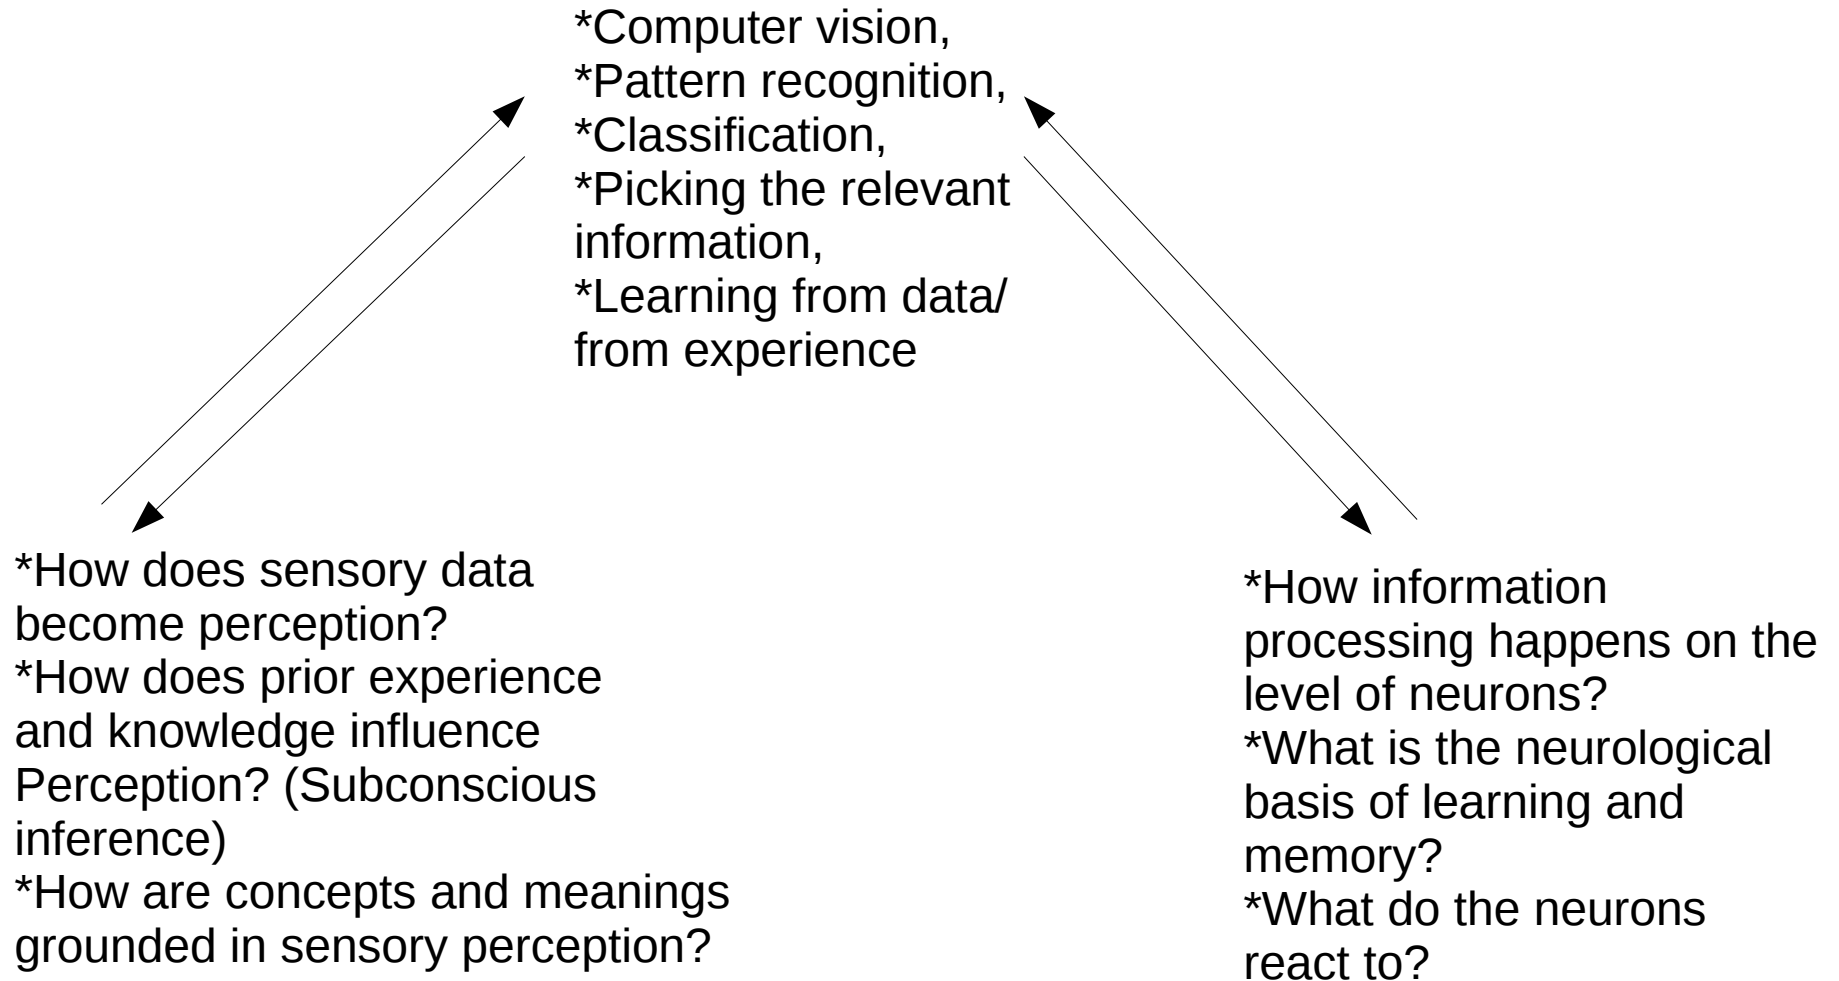 *Computer vision,
*Pattern recognition,
*Classification,
*Picking the relevant
information,
*Learning from data/
from experience
*How does sensory data
become perception?
*How does prior experience
and knowledge influence
Perception? (Subconscious
inference)
*How are concepts and meanings
grounded in sensory perception?
*How information
processing happens on the
level of neurons?
*What is the neurological
basis of learning and
memory?
*What do the neurons
react to?